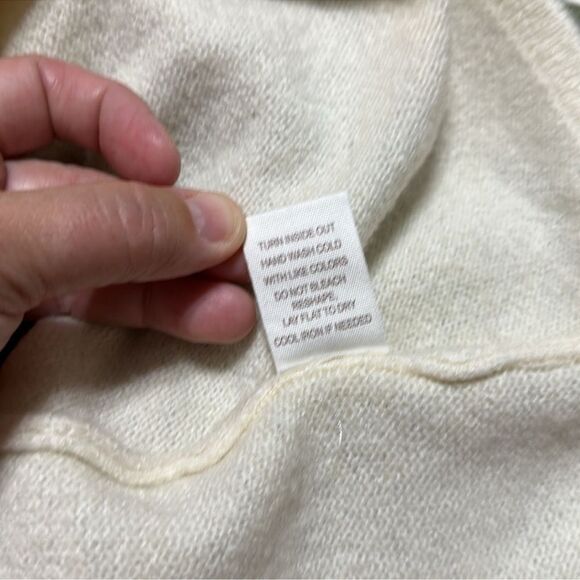 TURN INSIDE OUT
HAND WASH COLD
WITH LIKE COLORS
DO NOT BLEACH
RESHAPE,
LAY FLAT TO DRY
COOL IRON IF NEEDED